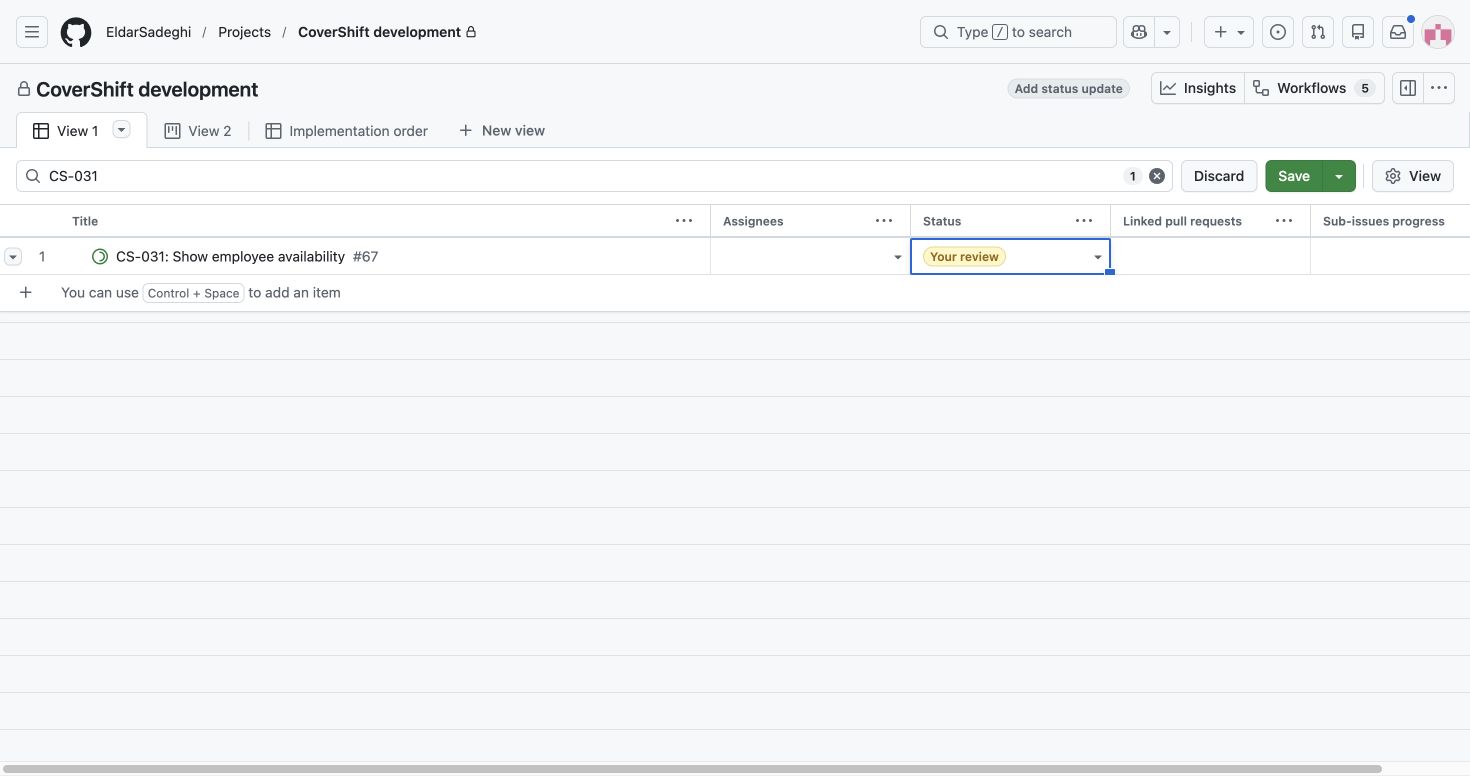 EldarSadeghi / Projects / CoverShift development
Type / to search
CoverShift development
Add status update
Insights
Workflows 5
View 1
View 2
Implementation order
New view
CS-031
1
Discard
Save
View
Title
Assignees
Status
Linked pull requests
Sub-issues progress
1
CS-031: Show employee availability #67
Your review
You can use Control + Space to add an item